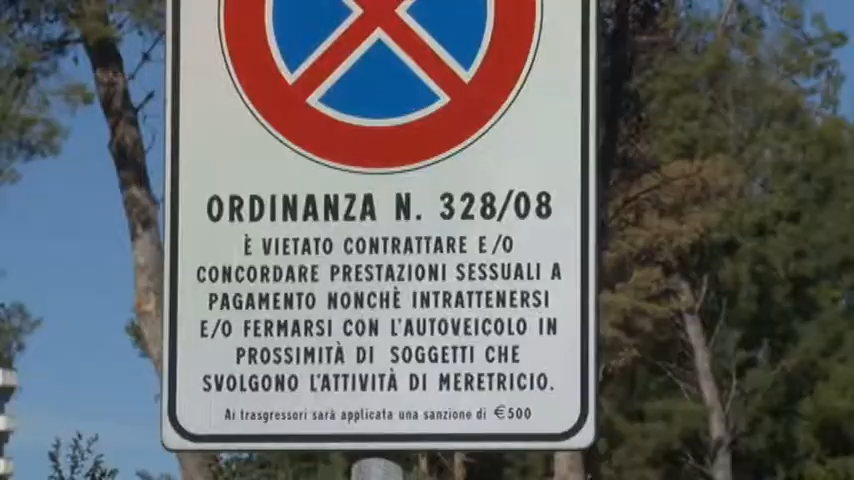 ORDINANZA N. 328/08
È VIETATO CONTRATTARE E/O
CONCORDARE PRESTAZIONI SESSUALI A
PAGAMENTO NONCHÈ INTRATTENERSI
E/O FERMARSI CON L'AUTOVEICOLO IN
PROSSIMITÀ DI SOGGETTI CHE
SVOLGONO L'ATTIVITÀ DI MERETRICIO.
Ai trasgressori sarà applicata una sanzione di €500